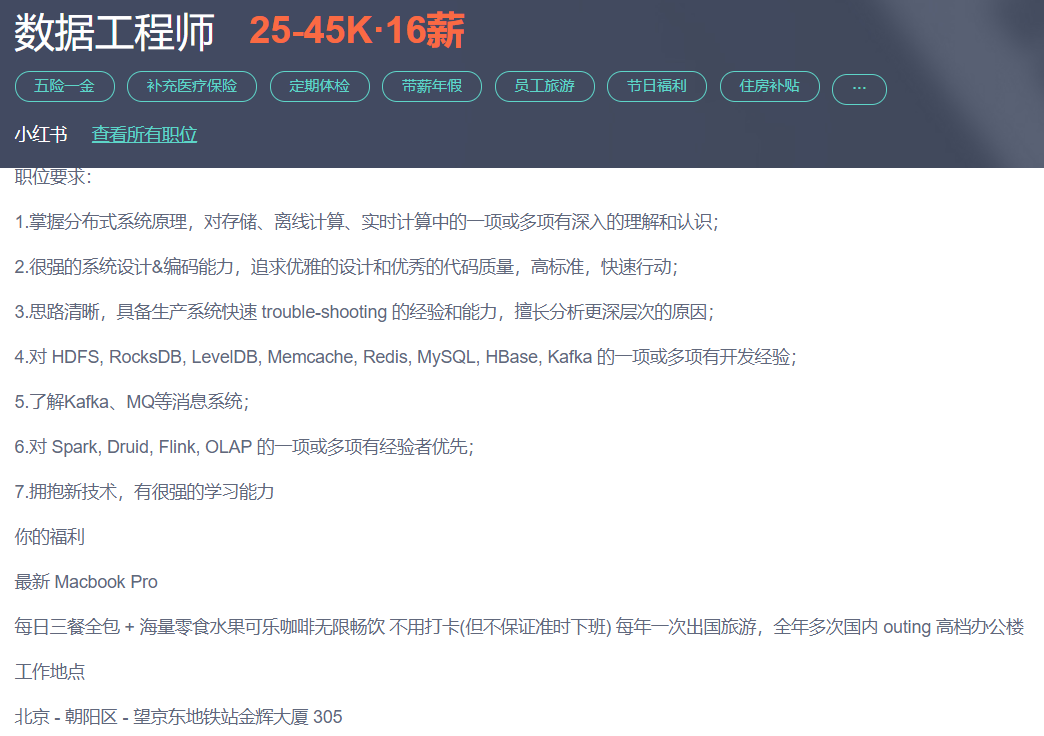 数据工程师 25-45K·16薪
五险一金 补充医疗保险 定期体检 带薪年假 员工旅游 节日福利 住房补贴 ···
小红书 查看所有职位
职位要求：
1.掌握分布式系统原理，对存储、离线计算、实时计算中的一项或多项有深入的理解和认识；
2.很强的系统设计&编码能力，追求优雅的设计和优秀的代码质量，高标准，快速行动；
3.思路清晰，具备生产系统快速 trouble-shooting 的经验和能力，擅长分析更深层次的原因；
4.对 HDFS, RocksDB, LevelDB, Memcache, Redis, MySQL, HBase, Kafka 的一项或多项有开发经验；
5.了解Kafka、MQ等消息系统；
6.对 Spark, Druid, Flink, OLAP 的一项或多项有经验者优先；
7.拥抱新技术，有很强的学习能力
你的福利
最新 Macbook Pro
每日三餐全包 + 海量零食水果可乐咖啡无限畅饮 不用打卡(但不保证准时下班) 每年一次出国旅游，全年多次国内 outing 高档办公楼
工作地点
北京 - 朝阳区 - 望京东地铁站金辉大厦 305